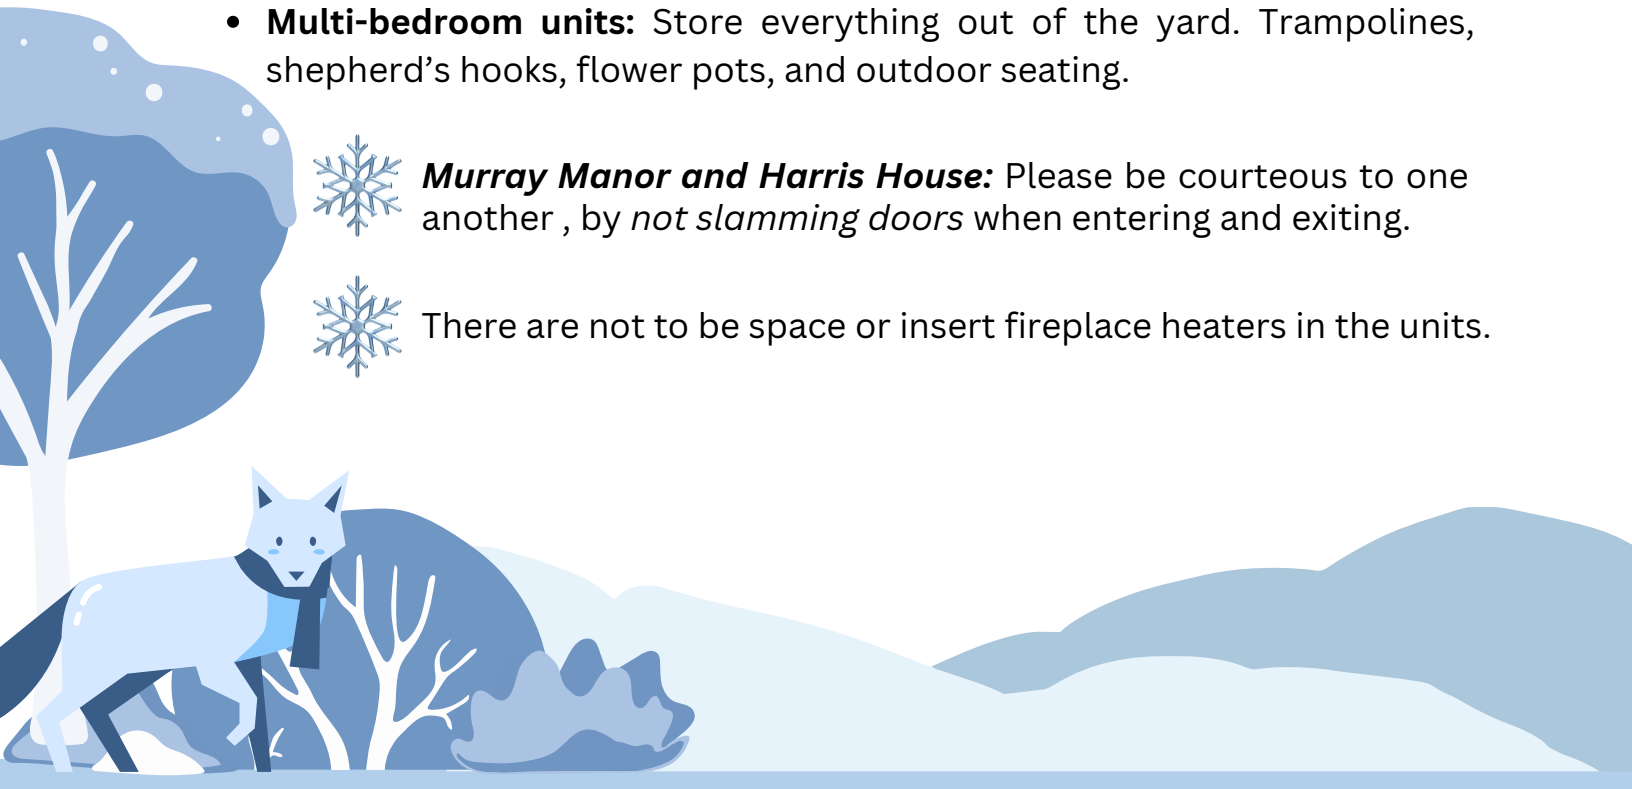 • Multi-bedroom units: Store everything out of the yard. Trampolines,
shepherd’s hooks, flower pots, and outdoor seating.
Murray Manor and Harris House: Please be courteous to one
another , by not slamming doors when entering and exiting.
There are not to be space or insert fireplace heaters in the units.